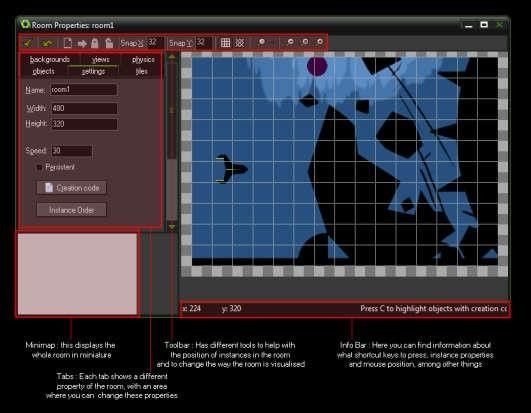 Room Properties: room1
Snap X: 32 Snap Y: 32
backgrounds views physics
objects settings tiles
Name: room1
Width: 480
Height: 320
Speed: 30
Persistent
Creation code
Instance Order
x: 224 y: 320 Press C to highlight objects with creation cc
Minimap : this displays the
whole room in miniature
Tabs : Each tab shows a different
property of the room, with an area
where you can change these properties
Toolbar : Has different tools to help with
the position of instances in the room
and to change the way the room is visualised
Info Bar : Here you can find information about
what shortcut keys to press, instance properties
and mouse position, among other things